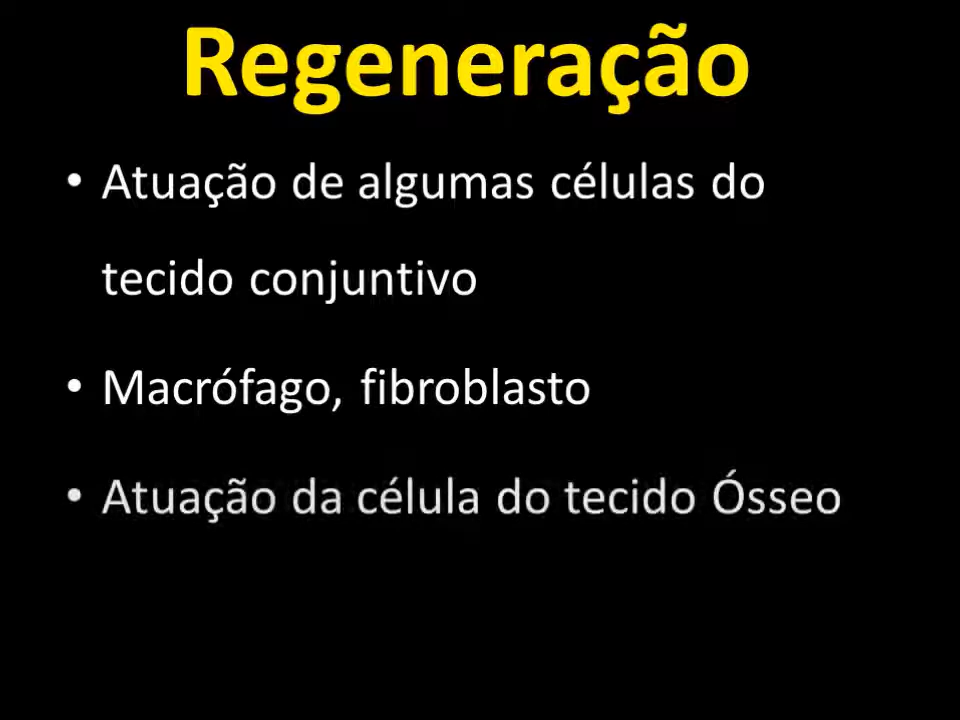 Regeneração
• Atuação de algumas células do
tecido conjuntivo
• Macrófago, fibroblasto
• Atuação da célula do tecido Ósseo